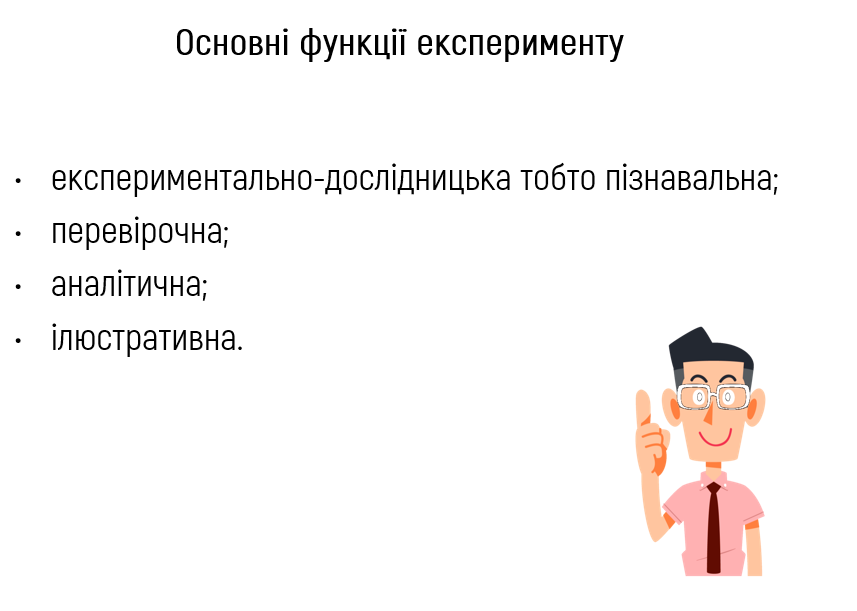 Основні функції експерименту
• експериментально-дослідницька тобто пізнавальна;
• перевірочна;
• аналітична;
• ілюстративна.